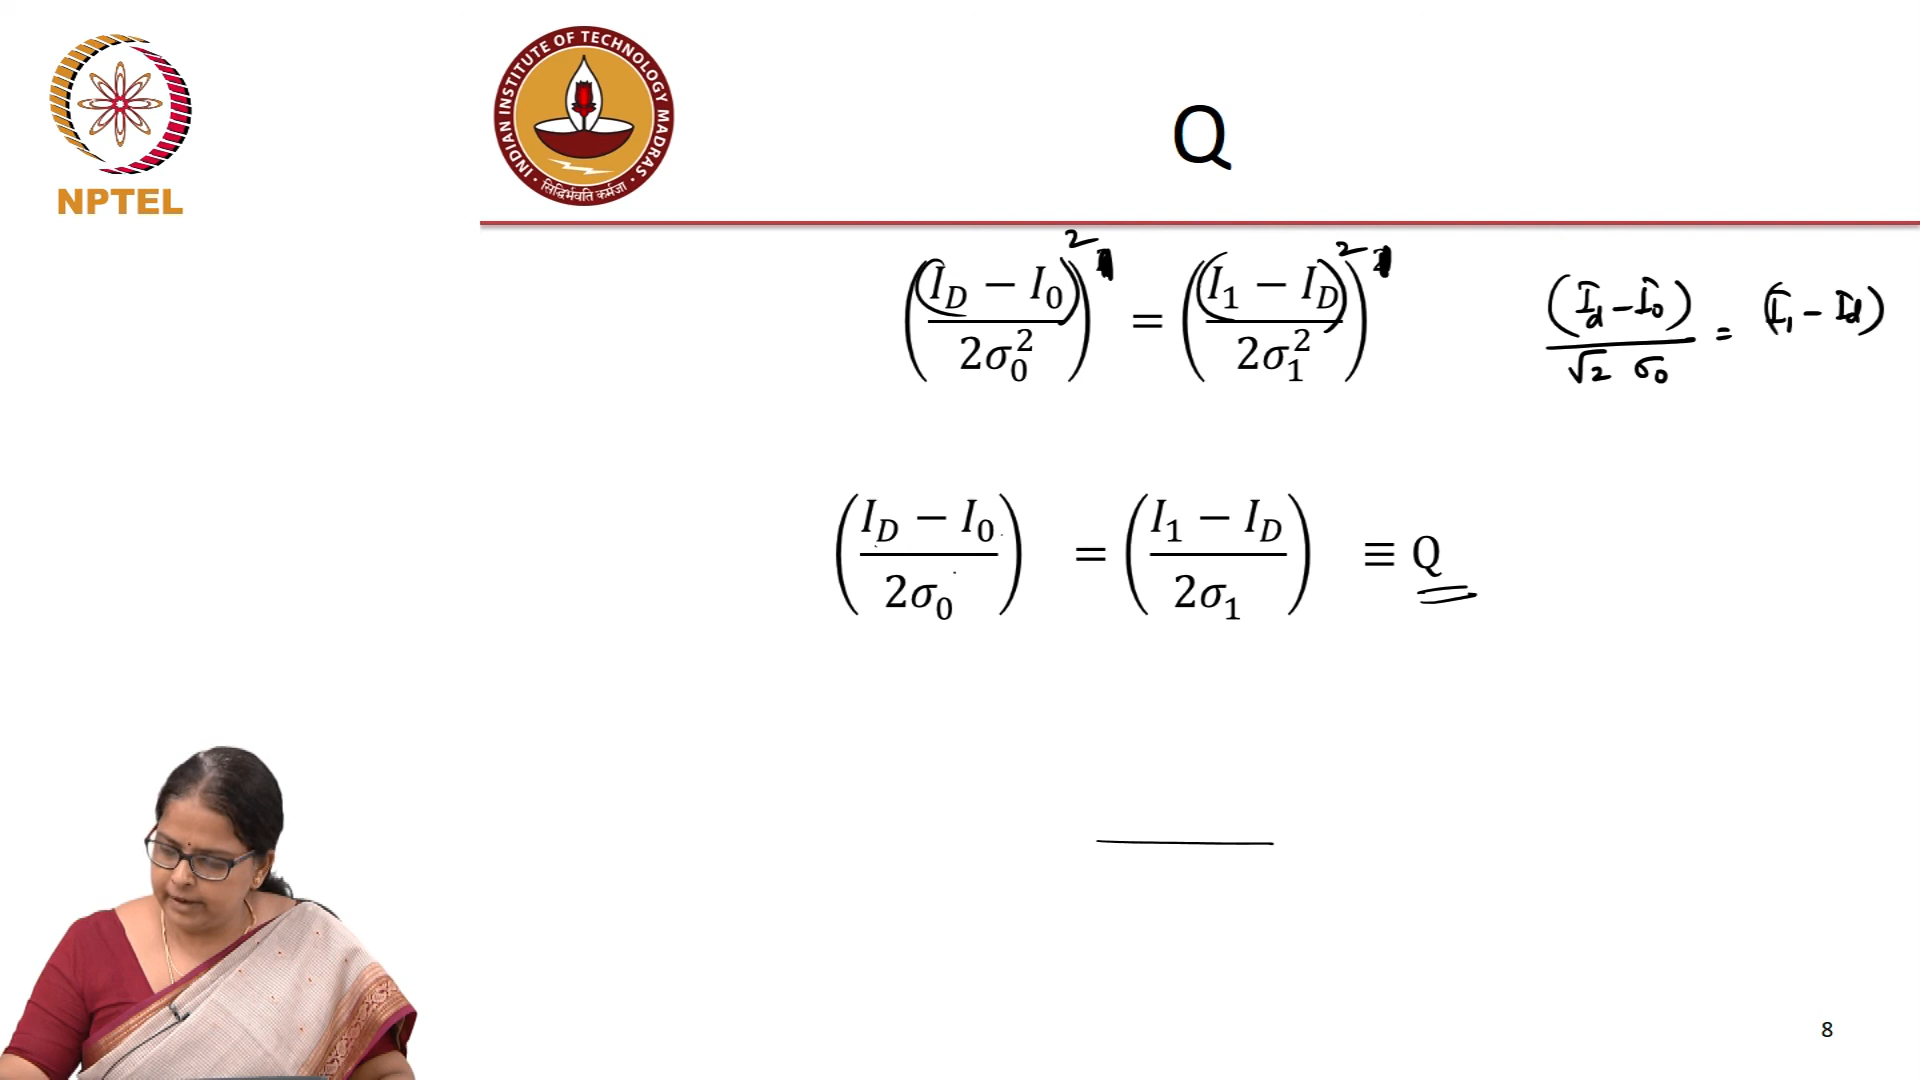 NPTEL
INDIAN INSTITUTE OF TECHNOLOGY MADRAS
सिद्धिर्भवति कर्मजा
Q
((I_D − I_0)^2 / 2σ_0^2) = ((I_1 − I_D)^2 / 2σ_1^2)
(I_d − I_0) / √2 σ_0 = (I_1 − I_d)
((I_D − I_0) / 2σ_0) = ((I_1 − I_D) / 2σ_1) ≡ Q
8